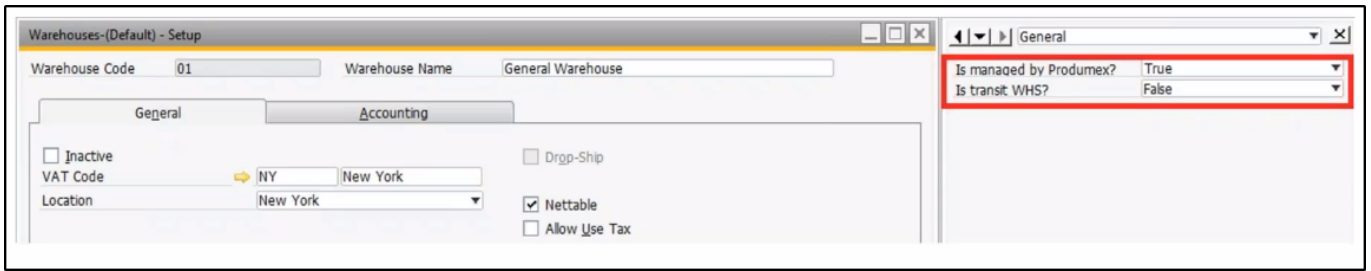 Warehouses-(Default) - Setup
Warehouse Code 01 Warehouse Name General Warehouse
General Accounting
Inactive Drop-Ship
VAT Code NY New York
Location New York Nettable
Allow Use Tax
General
Is managed by Produmex? True
Is transit WHS? False